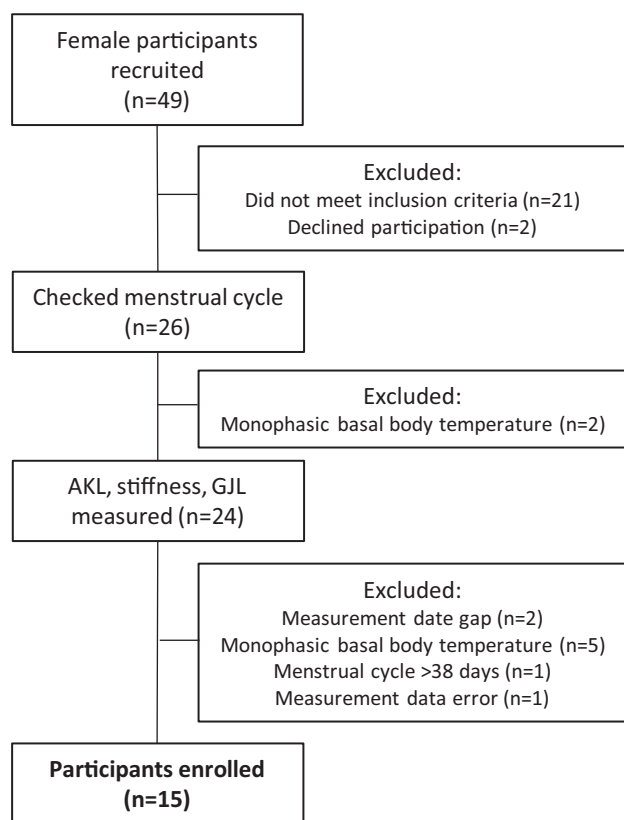 Female participants
recruited
(n=49)
Excluded:
Did not meet inclusion criteria (n=21)
Declined participation (n=2)
Checked menstrual cycle
(n=26)
Excluded:
Monophasic basal body temperature (n=2)
AKL, stiffness, GJL
measured (n=24)
Excluded:
Measurement date gap (n=2)
Monophasic basal body temperature (n=5)
Menstrual cycle >38 days (n=1)
Measurement data error (n=1)
Participants enrolled
(n=15)